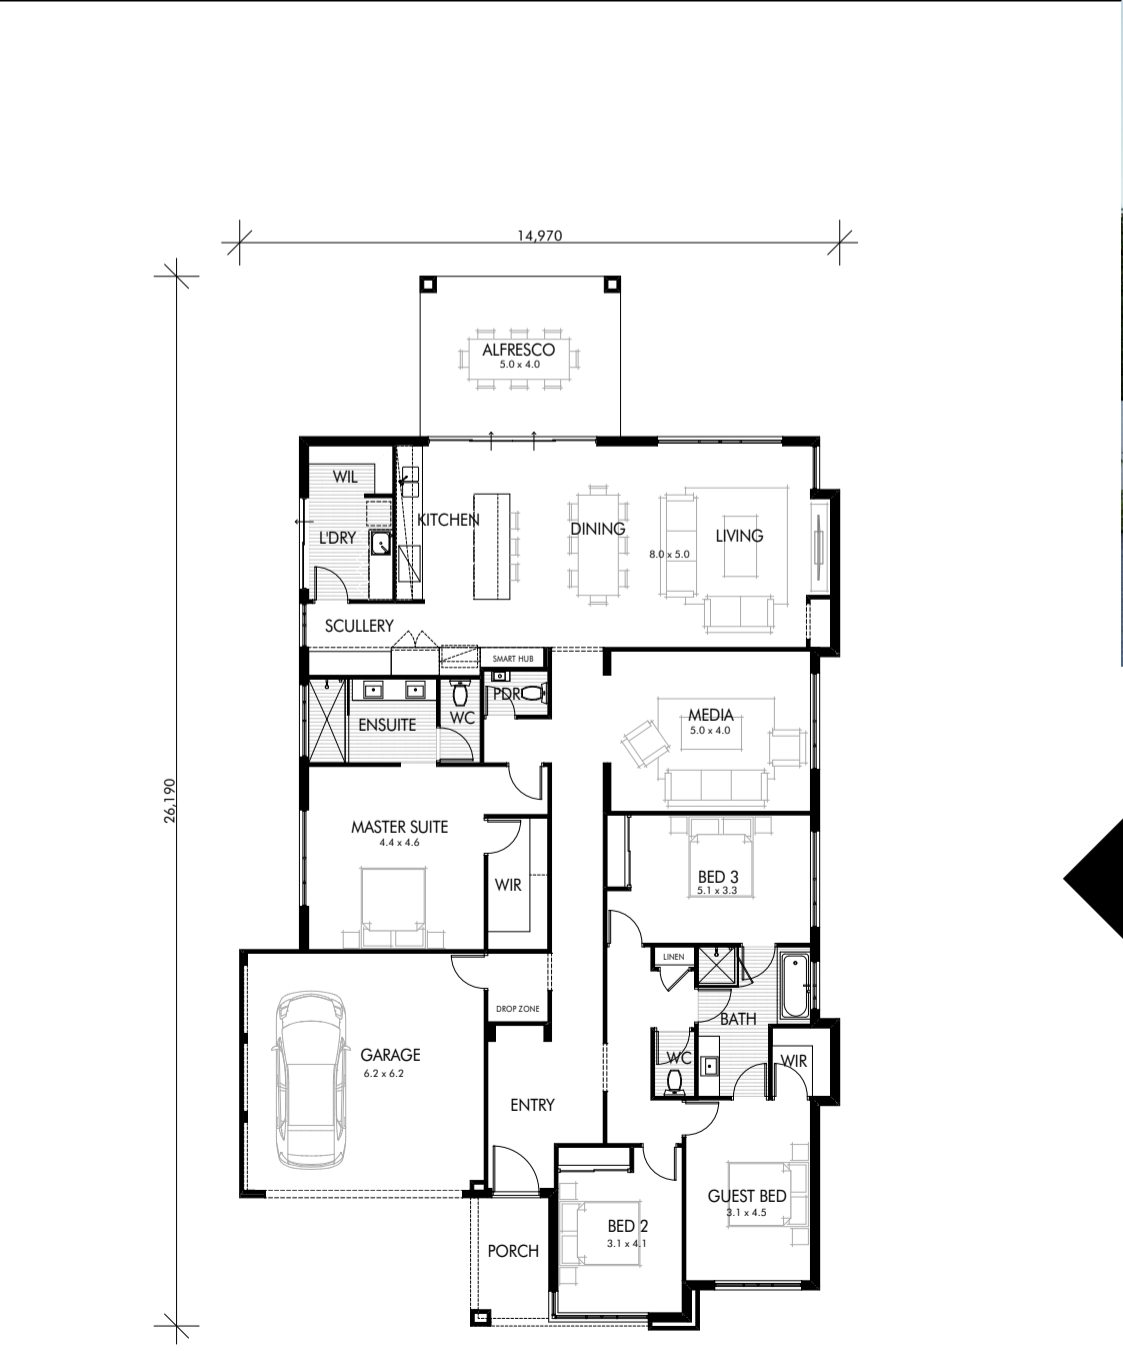 14,970
26,190
ALFRESCO
5.0 x 4.0
WIL
KITCHEN
L'DRY
DINING
LIVING
8.0 x 5.0
SCULLERY
SMART HUB
PDR
WC
ENSUITE
MEDIA
5.0 x 4.0
MASTER SUITE
4.4 x 4.6
WIR
BED 3
5.1 x 3.3
LINEN
DROP ZONE
BATH
GARAGE
6.2 x 6.2
WC
WIR
ENTRY
GUEST BED
3.1 x 4.5
BED 2
3.1 x 4.1
PORCH